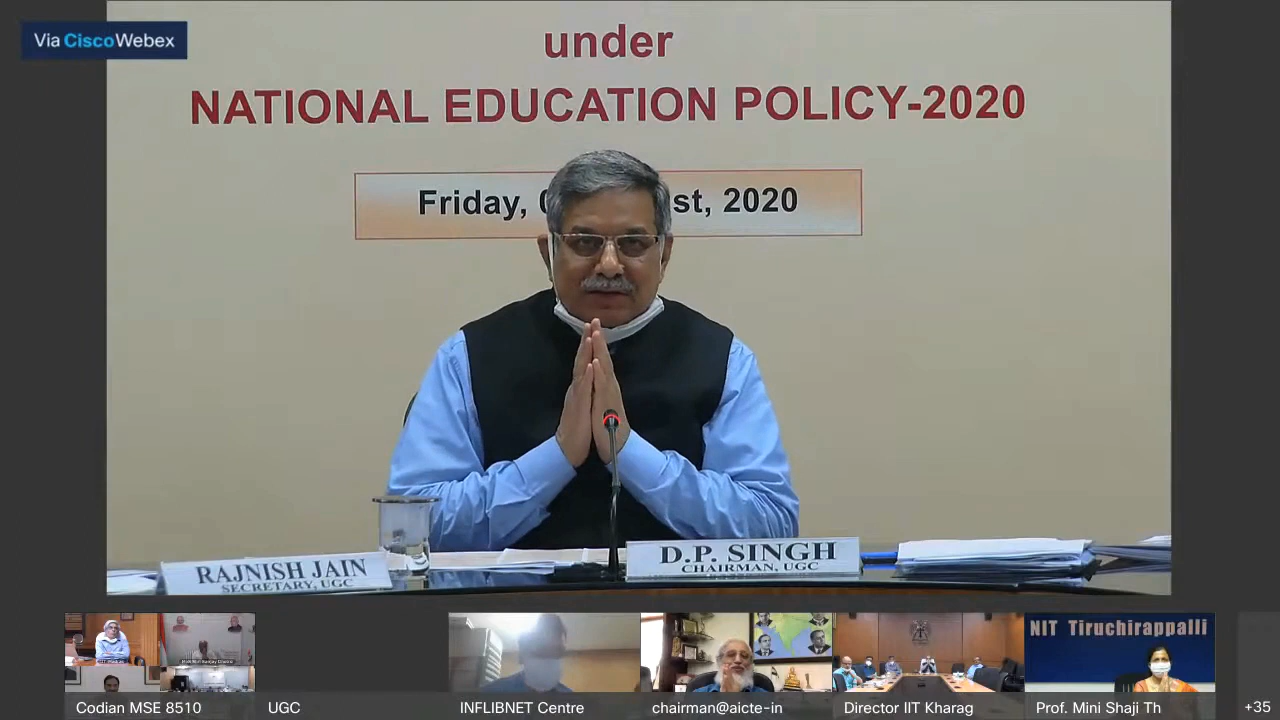 Via CiscoWebex
under
NATIONAL EDUCATION POLICY-2020
Friday, st, 2020
RAJNISH JAIN
SECRETARY, UGC
D.P. SINGH
CHAIRMAN, UGC
NIT Tiruchirappalli
Codian MSE 8510
UGC
INFLIBNET Centre
chairman@aicte-in
Director IIT Kharag
Prof. Mini Shaji Th
+35